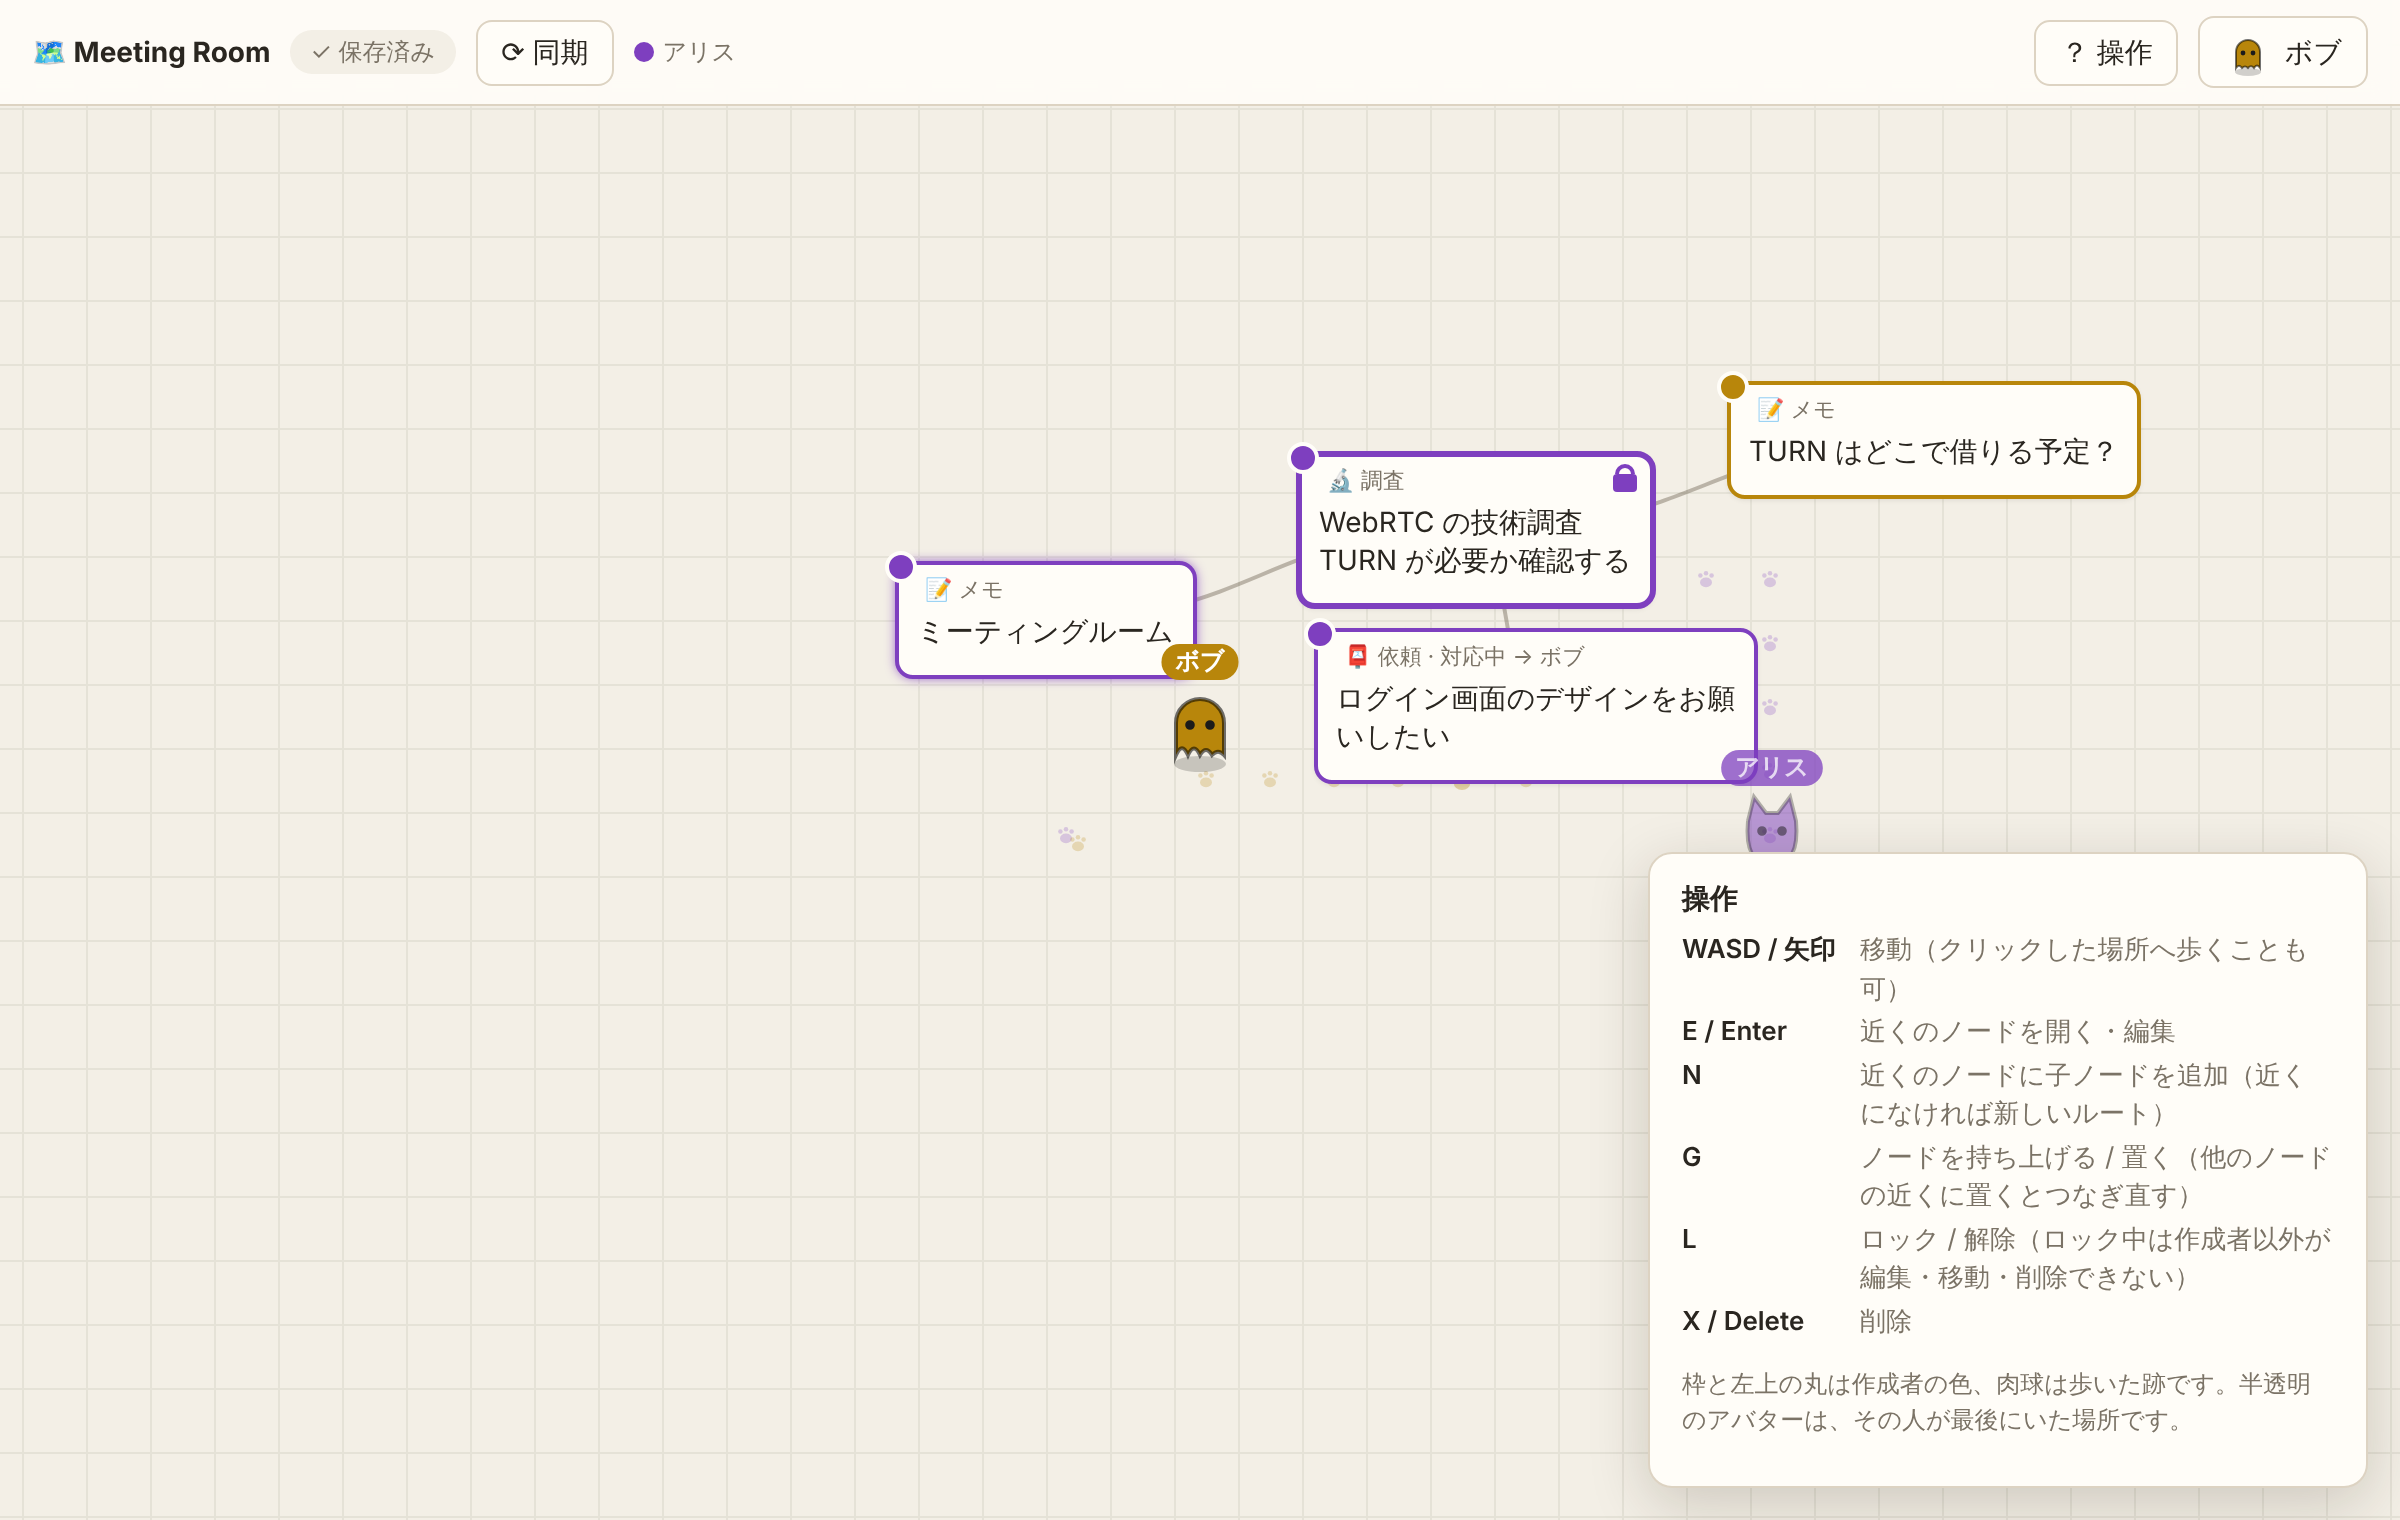 Meeting Room
✓ 保存済み
⟳ 同期
アリス
? 操作
ボブ
メモ
TURN はどこで借りる予定？
調査
WebRTC の技術調査
TURN が必要か確認する
メモ
ミーティングルーム
ボブ
依頼 · 対応中 → ボブ
ログイン画面のデザインをお願
いしたい
アリス
操作
WASD / 矢印 移動（クリックした場所へ歩くことも
可）
E / Enter 近くのノードを開く・編集
N 近くのノードに子ノードを追加（近く
になければ新しいルート）
G ノードを持ち上げる / 置く（他のノード
の近くに置くとつなぎ直す）
L ロック / 解除（ロック中は作成者以外が
編集・移動・削除できない）
X / Delete 削除
枠と左上の丸は作成者の色、肉球は歩いた跡です。半透明
のアバターは、その人が最後にいた場所です。